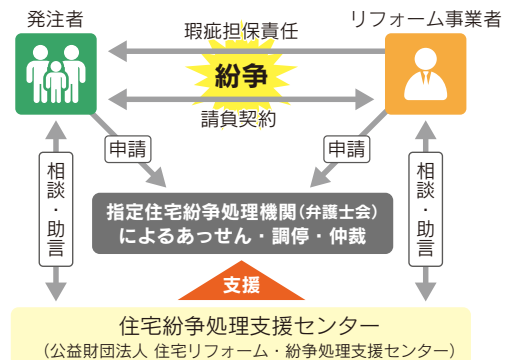 発注者
リフォーム事業者
瑕疵担保責任
紛争
請負契約
申請
申請
相談・助言
相談・助言
指定住宅紛争処理機関(弁護士会)
によるあっせん・調停・仲裁
支援
住宅紛争処理支援センター
(公益財団法人 住宅リフォーム・紛争処理支援センター)